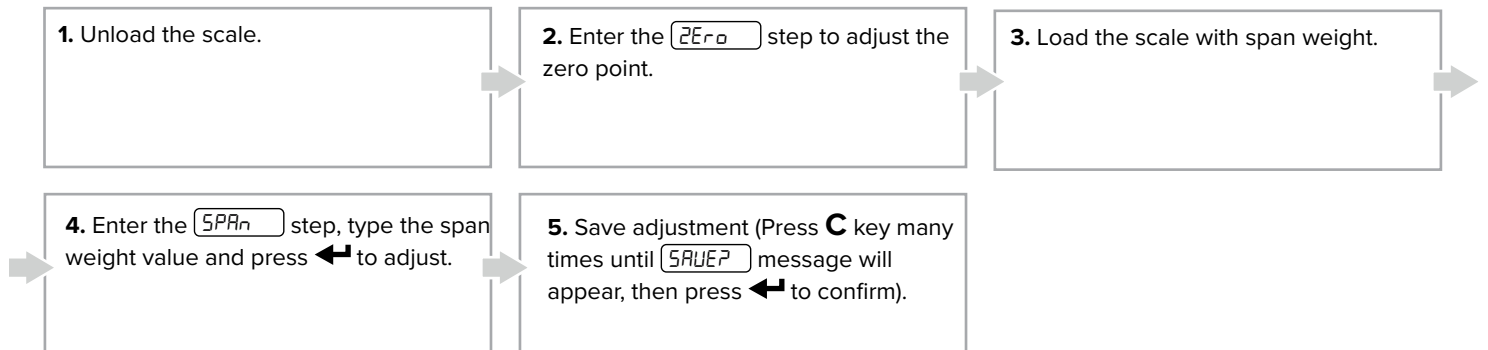 1. Unload the scale.
2. Enter the ZEro step to adjust the
zero point.
3. Load the scale with span weight.
4. Enter the SPAn step, type the span
weight value and press to adjust.
5. Save adjustment (Press C key many
times until SAVE? message will
appear, then press to confirm).